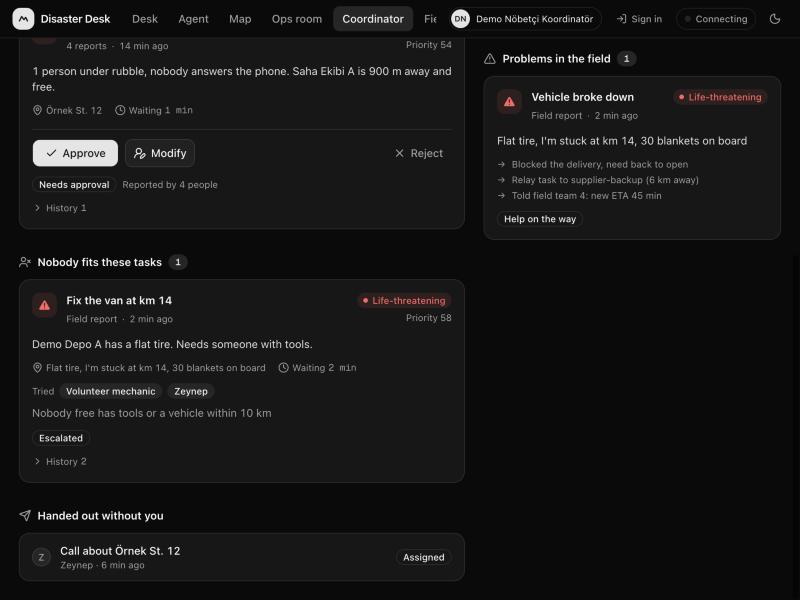 Disaster Desk
Desk
Agent
Map
Ops room
Coordinator
Fie
DN
Demo Nöbetçi Koordinatör
Sign in
Connecting
4 reports · 14 min ago
Priority 54
1 person under rubble, nobody answers the phone. Saha Ekibi A is 900 m away and
free.
Örnek St. 12
Waiting 1 min
Approve
Modify
Reject
Needs approval
Reported by 4 people
History 1
Nobody fits these tasks
1
Fix the van at km 14
Life-threatening
Field report · 2 min ago
Priority 58
Demo Depo A has a flat tire. Needs someone with tools.
Flat tire, I'm stuck at km 14, 30 blankets on board
Waiting 2 min
Tried
Volunteer mechanic
Zeynep
Nobody free has tools or a vehicle within 10 km
Escalated
History 2
Handed out without you
Z
Call about Örnek St. 12
Zeynep · 6 min ago
Assigned
Problems in the field
1
Vehicle broke down
Life-threatening
Field report · 2 min ago
Flat tire, I'm stuck at km 14, 30 blankets on board
→ Blocked the delivery, need back to open
→ Relay task to supplier-backup (6 km away)
→ Told field team 4: new ETA 45 min
Help on the way